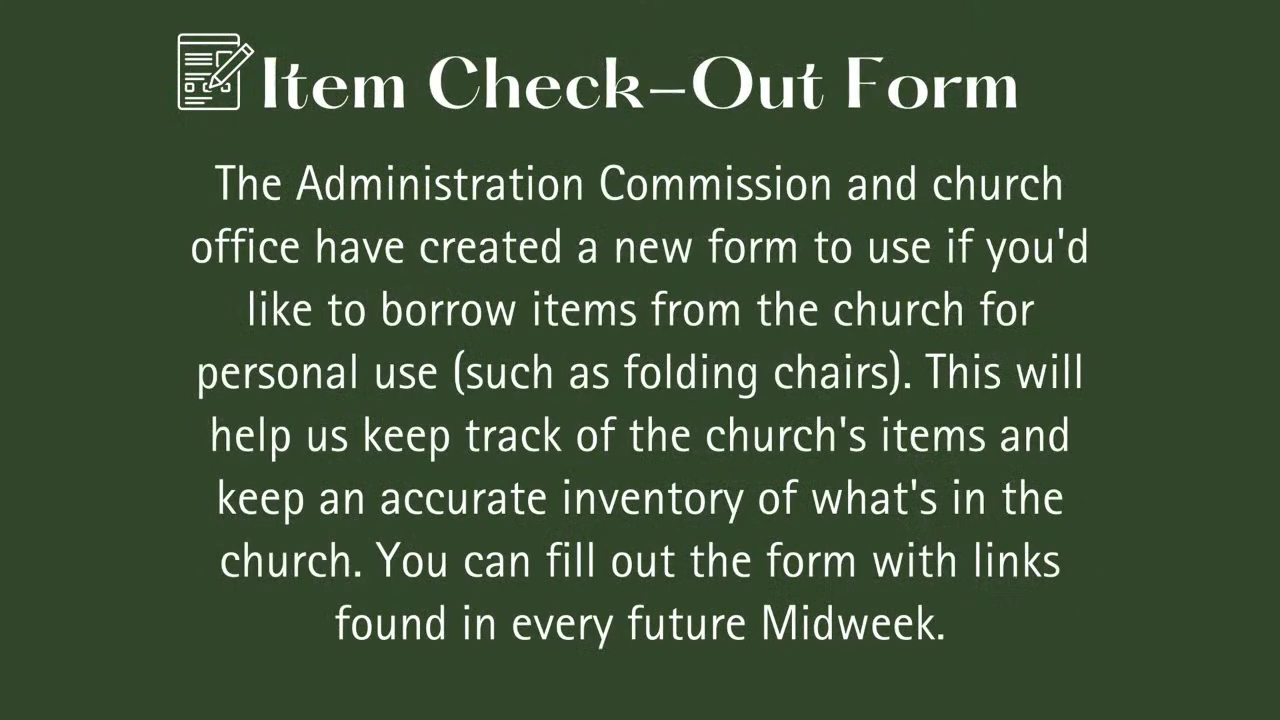 Item Check-Out Form
The Administration Commission and church
office have created a new form to use if you'd
like to borrow items from the church for
personal use (such as folding chairs). This will
help us keep track of the church's items and
keep an accurate inventory of what's in the
church. You can fill out the form with links
found in every future Midweek.